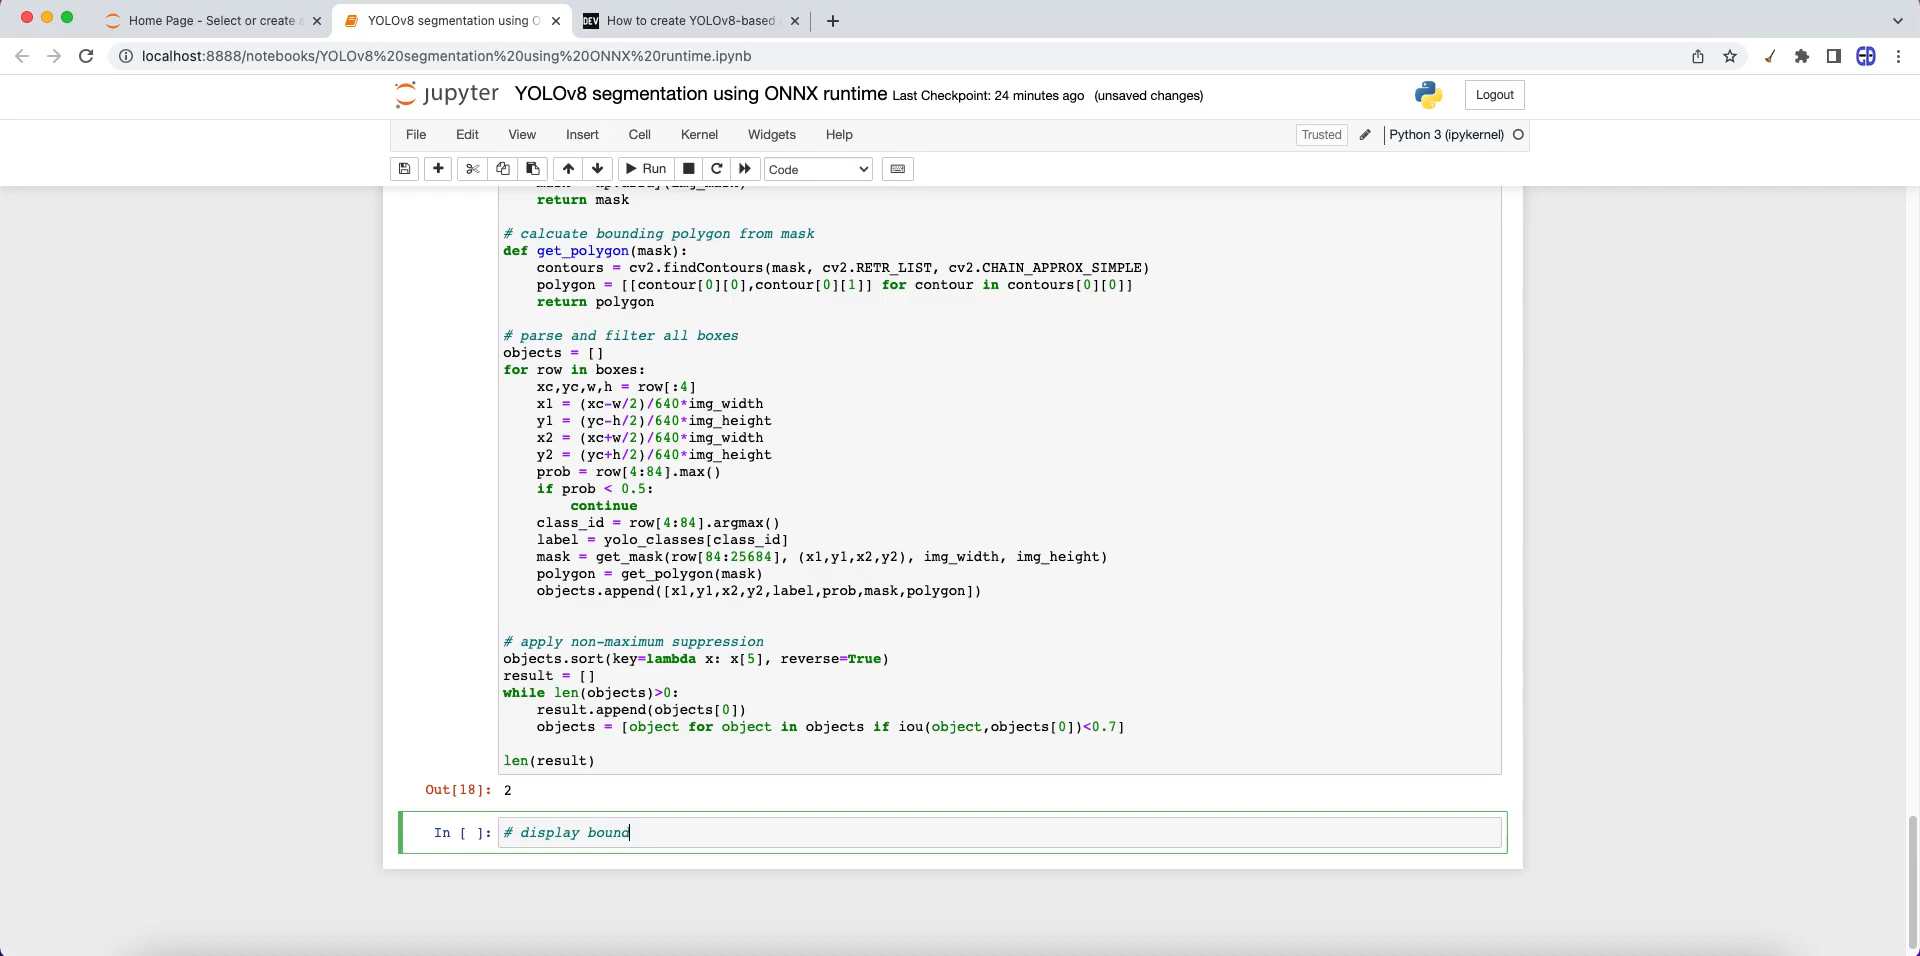 Home Page - Select or create a
YOLOv8 segmentation using O
DEV How to create YOLOv8-based
localhost:8888/notebooks/YOLOv8%20segmentation%20using%20ONNX%20runtime.ipynb
jupyter YOLOv8 segmentation using ONNX runtime Last Checkpoint: 24 minutes ago (unsaved changes)
Logout
File Edit View Insert Cell Kernel Widgets Help
Trusted Python 3 (ipykernel)
Run Code
return mask
# calcuate bounding polygon from mask
def get_polygon(mask):
contours = cv2.findContours(mask, cv2.RETR_LIST, cv2.CHAIN_APPROX_SIMPLE)
polygon = [[contour[0][0],contour[0][1]] for contour in contours[0][0]]
return polygon
# parse and filter all boxes
objects = []
for row in boxes:
xc,yc,w,h = row[:4]
x1 = (xc-w/2)/640*img_width
y1 = (yc-h/2)/640*img_height
x2 = (xc+w/2)/640*img_width
y2 = (yc+h/2)/640*img_height
prob = row[4:84].max()
if prob < 0.5:
continue
class_id = row[4:84].argmax()
label = yolo_classes[class_id]
mask = get_mask(row[84:25684], (x1,y1,x2,y2), img_width, img_height)
polygon = get_polygon(mask)
objects.append([x1,y1,x2,y2,label,prob,mask,polygon])
# apply non-maximum suppression
objects.sort(key=lambda x: x[5], reverse=True)
result = []
while len(objects)>0:
result.append(objects[0])
objects = [object for object in objects if iou(object,objects[0])<0.7]
len(result)
Out[18]: 2
In [ ]: # display bound